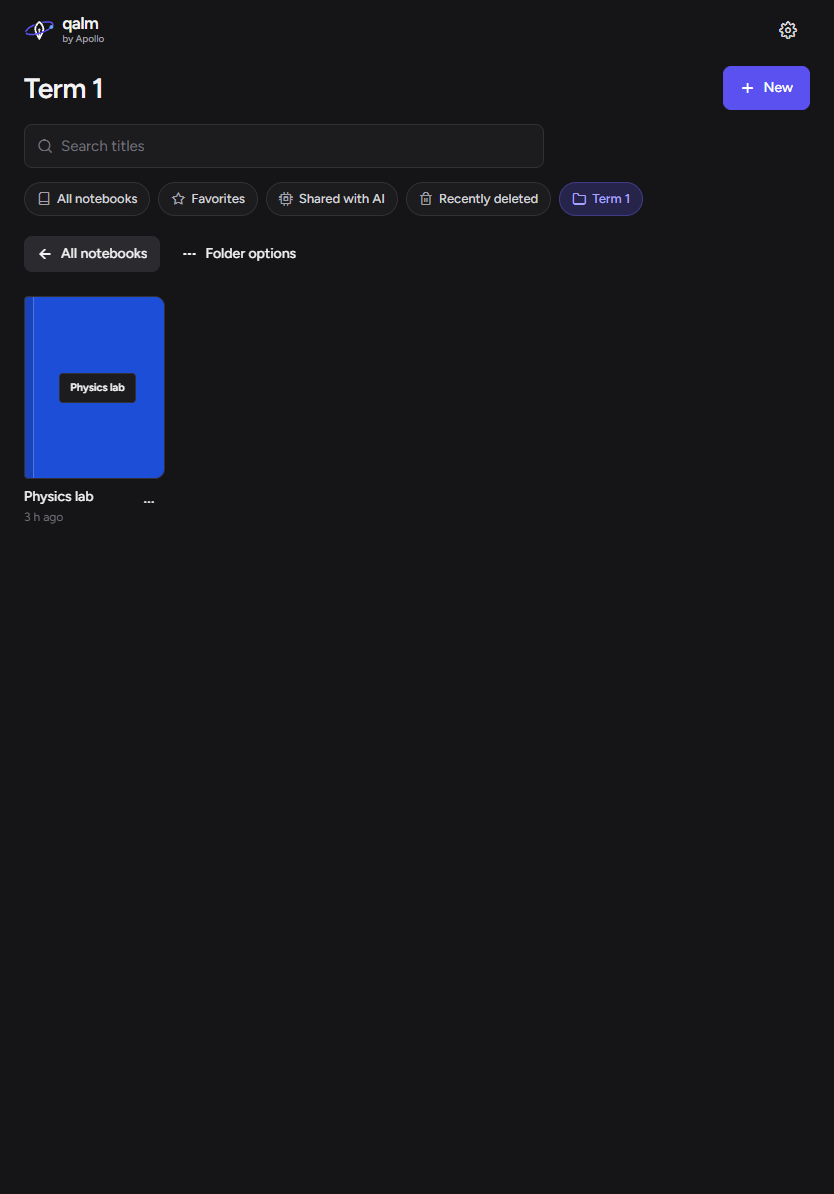 qalm
by Apollo
Term 1
+ New
Search titles
All notebooks
Favorites
Shared with AI
Recently deleted
Term 1
All notebooks
Folder options
Physics lab
Physics lab
3 h ago